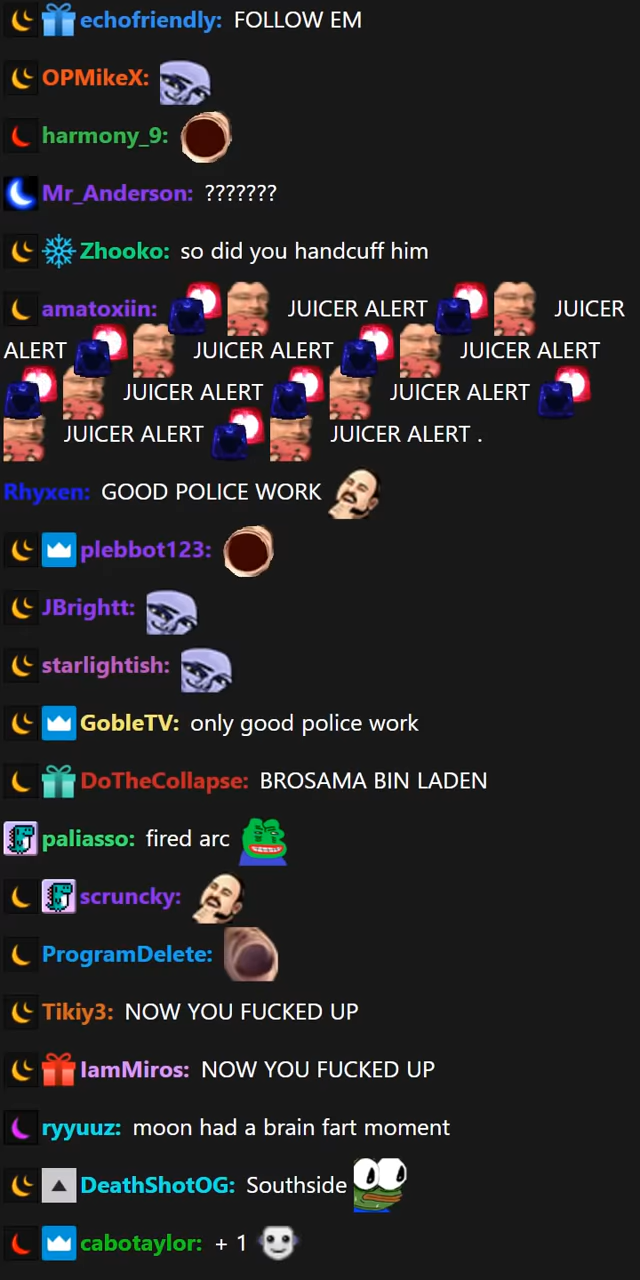 echofriendly: FOLLOW EM
OPMikeX:
harmony_9:
Mr_Anderson: ???????
Zhooko: so did you handcuff him
amatoxiin: JUICER ALERT JUICER
ALERT JUICER ALERT JUICER ALERT
JUICER ALERT JUICER ALERT
JUICER ALERT JUICER ALERT .
Rhyxen: GOOD POLICE WORK
plebbot123:
JBrightt:
starlightish:
GobleTV: only good police work
DoTheCollapse: BROSAMA BIN LADEN
paliasso: fired arc
scruncky:
ProgramDelete:
Tikiy3: NOW YOU FUCKED UP
IamMiros: NOW YOU FUCKED UP
ryyuuz: moon had a brain fart moment
DeathShotOG: Southside
cabotaylor: + 1